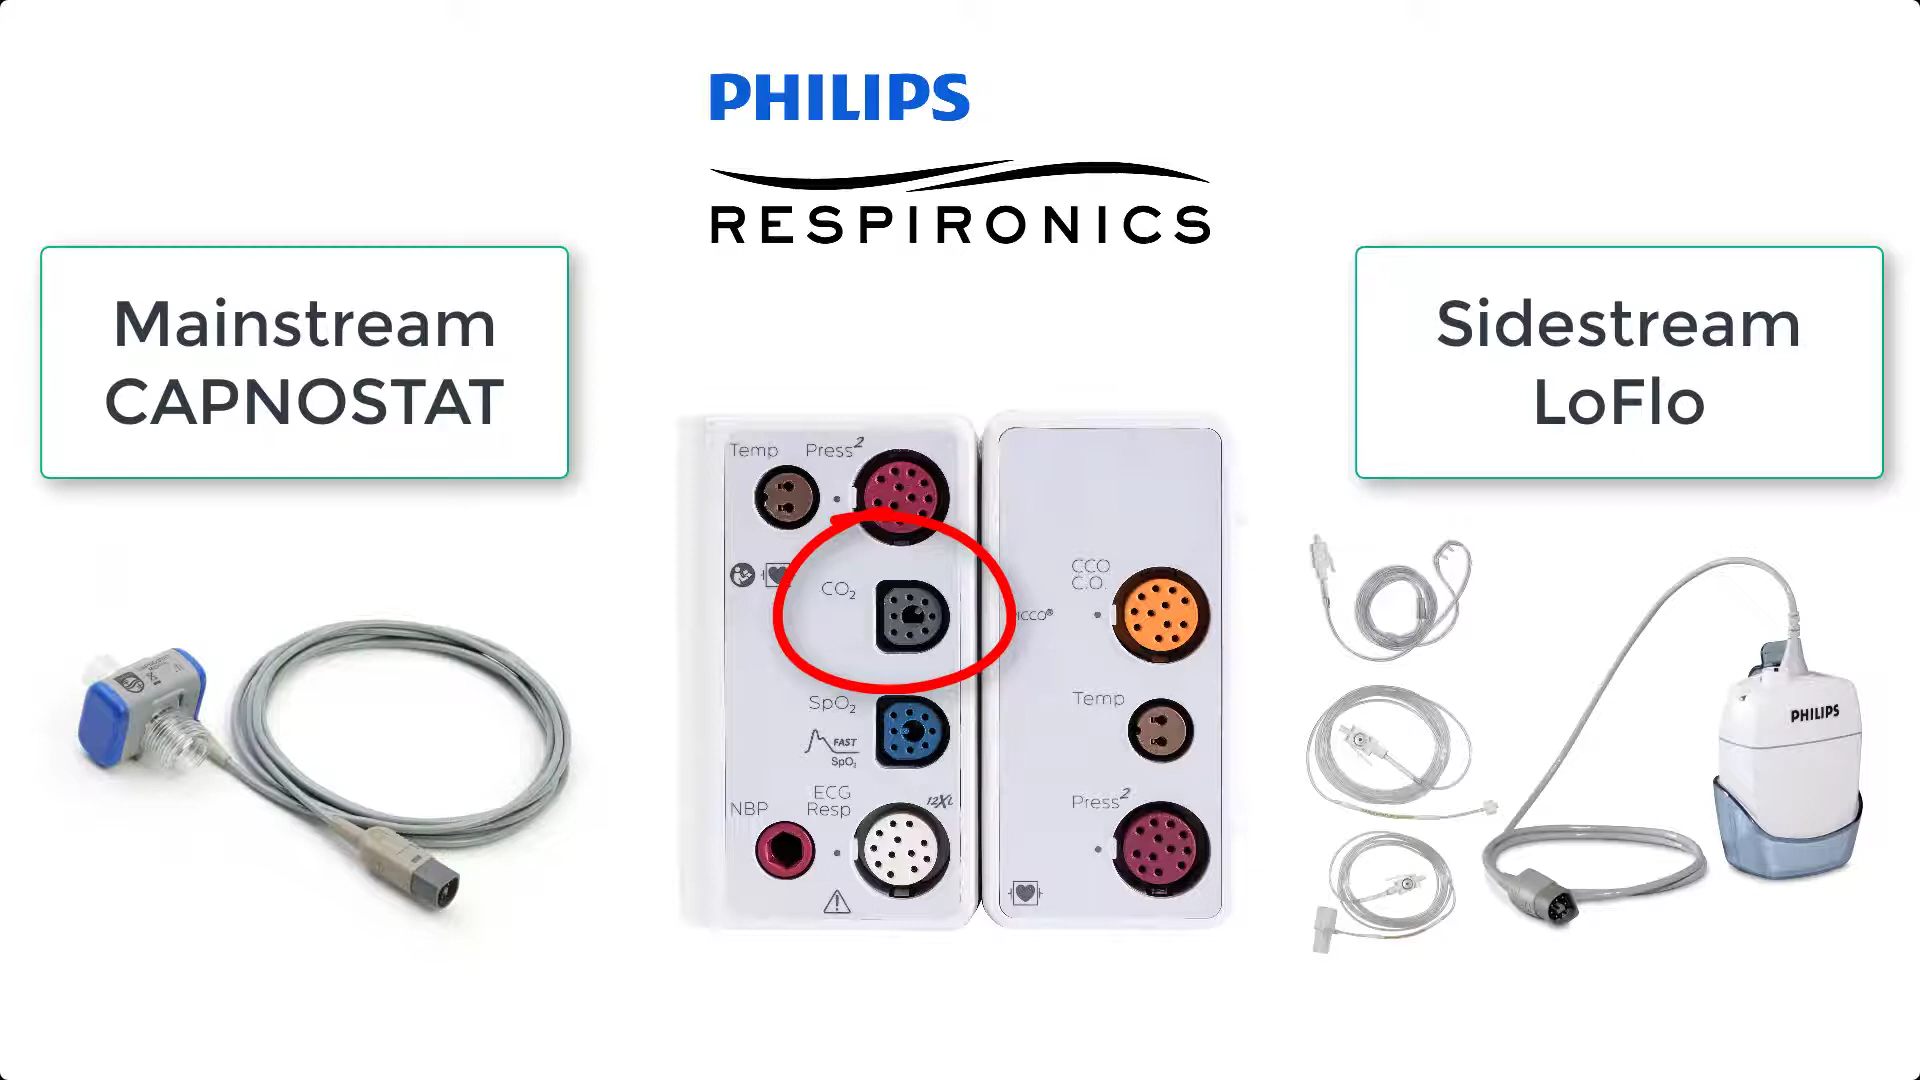 PHILIPS
RESPIRONICS
Mainstream
CAPNOSTAT
Sidestream
LoFlo
Temp Press²
CO₂
SpO₂
FAST
SpO₂
NBP
ECG
Resp
12XL
CCO
C.O.
Temp
Press²
PHILIPS